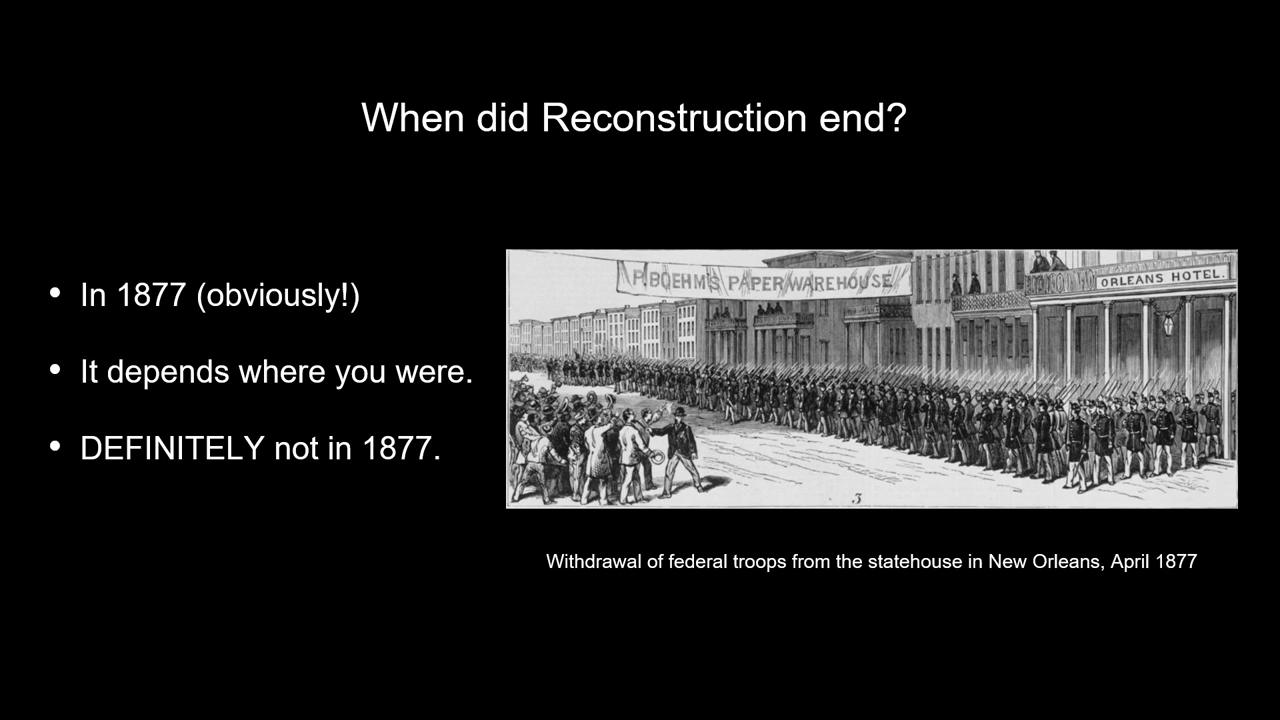 When did Reconstruction end?
• In 1877 (obviously!)
• It depends where you were.
• DEFINITELY not in 1877.
P. BOEHM'S PAPER WAREHOUSE
ORLEANS HOTEL.
3
Withdrawal of federal troops from the statehouse in New Orleans, April 1877